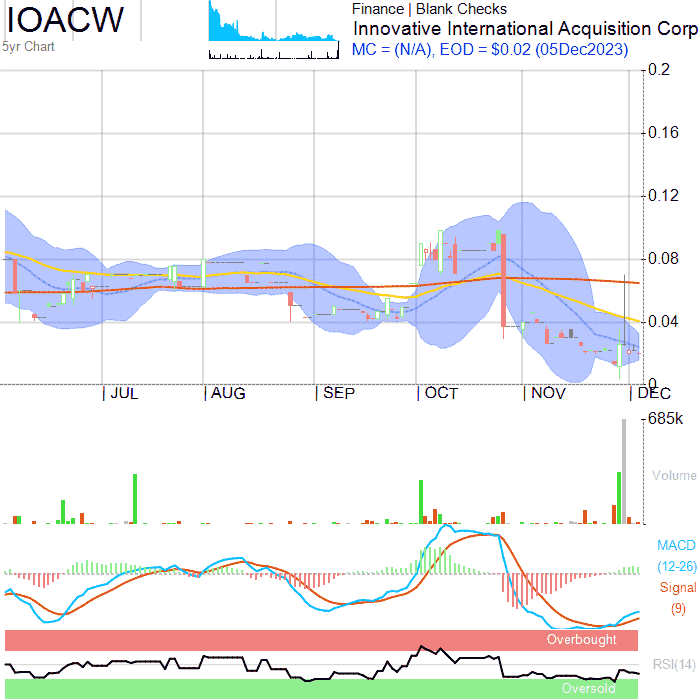 IOACW
5yr Chart
Finance | Blank Checks
Innovative International Acquisition Corp
MC = (N/A), EOD = $0.02 (05Dec2023)
0.2
0.16
0.12
0.08
0.04
0
JUL AUG SEP OCT NOV DEC
685k
Volume
MACD
(12-26)
Signal
(9)
Overbought
RSI(14)
Oversold